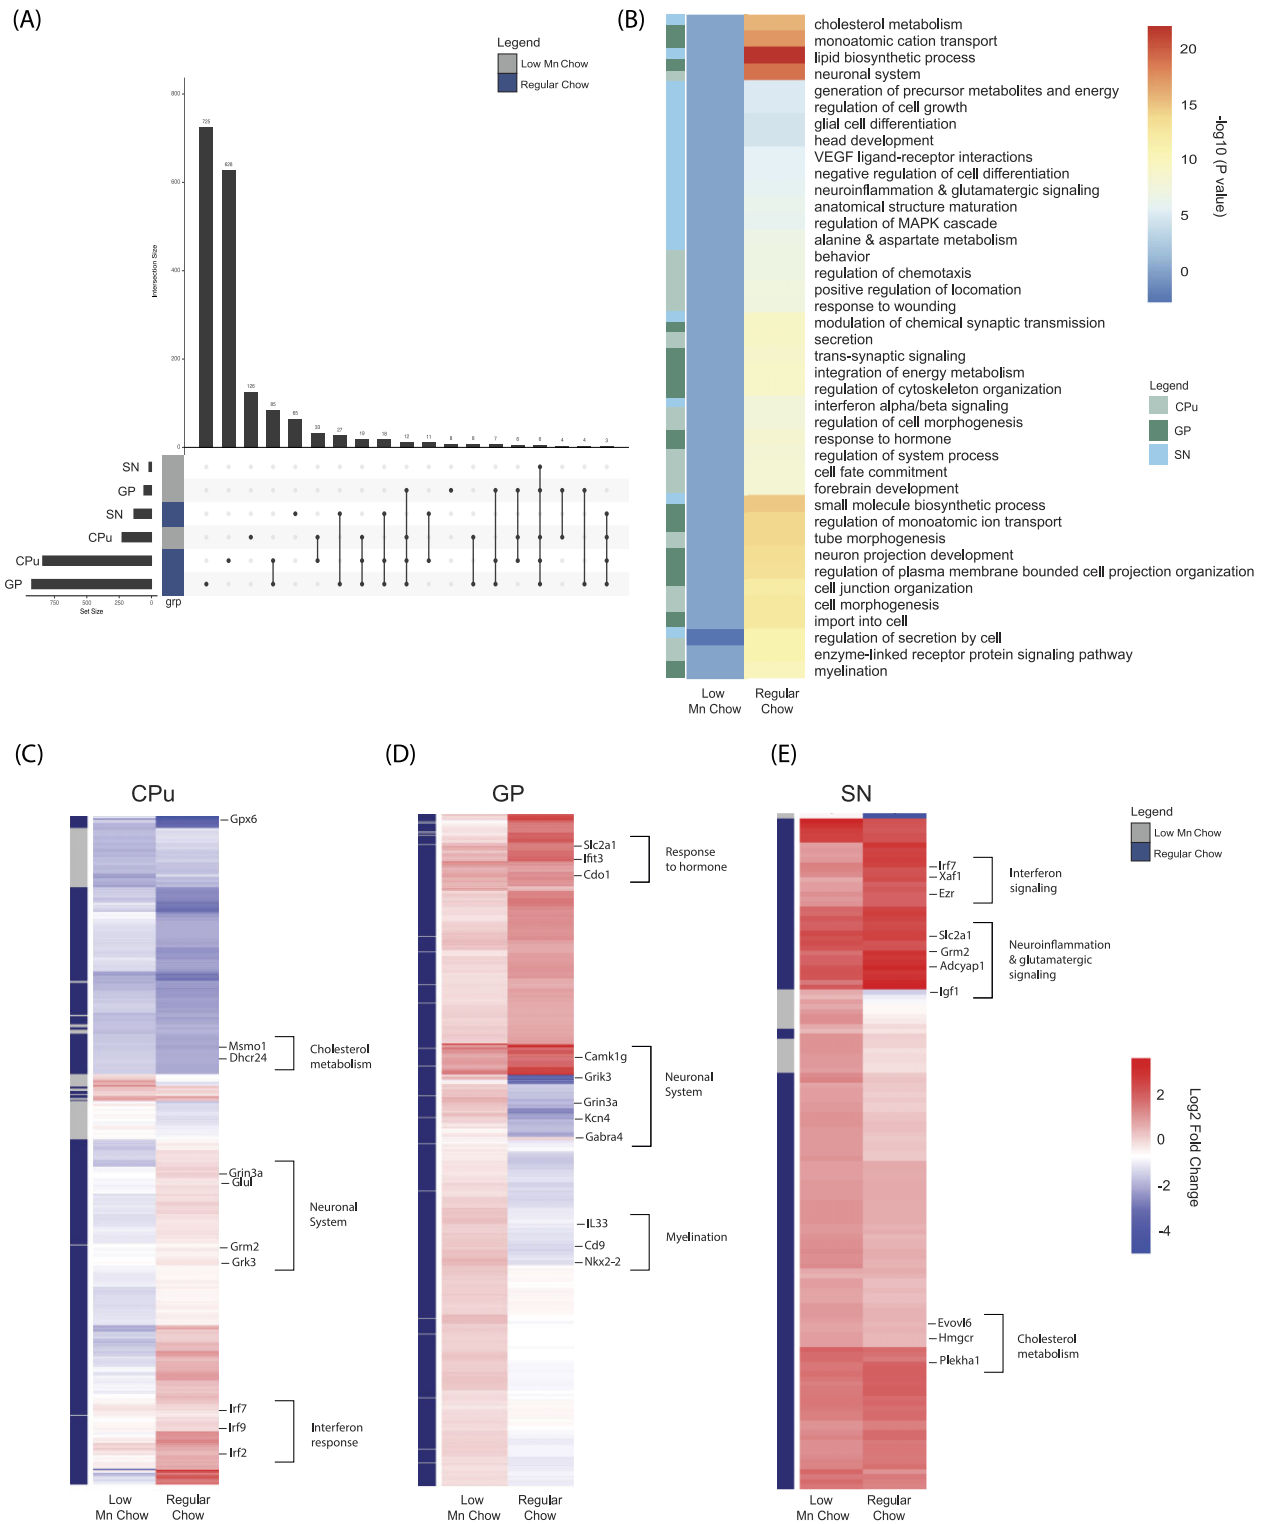 (A)
Legend
Low Mn Chow
Regular Chow
800
600
400
200
0
Intersection Size
725
628
126
85
65
33
27
19
18
12
11
8
8
7
6
6
4
4
3
SN
GP
SN
CPu
CPu
GP
750
500
250
0
Set Size
grp
(B)
cholesterol metabolism
monoatomic cation transport
lipid biosynthetic process
neuronal system
generation of precursor metabolites and energy
regulation of cell growth
glial cell differentiation
head development
VEGF ligand-receptor interactions
negative regulation of cell differentiation
neuroinflammation & glutamatergic signaling
anatomical structure maturation
regulation of MAPK cascade
alanine & aspartate metabolism
behavior
regulation of chemotaxis
positive regulation of locomation
response to wounding
modulation of chemical synaptic transmission
secretion
trans-synaptic signaling
integration of energy metabolism
regulation of cytoskeleton organization
interferon alpha/beta signaling
regulation of cell morphogenesis
response to hormone
regulation of system process
cell fate commitment
forebrain development
small molecule biosynthetic process
regulation of monoatomic ion transport
tube morphogenesis
neuron projection development
regulation of plasma membrane bounded cell projection organization
cell junction organization
cell morphogenesis
import into cell
regulation of secretion by cell
enzyme-linked receptor protein signaling pathway
myelination
Low
Mn Chow
Regular
Chow
20
15
10
5
0
-log10 (P value)
Legend
CPu
GP
SN
(C)
CPu
Gpx6
Msmo1
Dhcr24
Cholesterol
metabolism
Grin3a
Glul
Grm2
Grk3
Neuronal
System
Irf7
Irf9
Irf2
Interferon
response
Low
Mn Chow
Regular
Chow
(D)
GP
Slc2a1
Ifit3
Cdo1
Response
to hormone
Camk1g
Grik3
Grin3a
Kcn4
Gabra4
Neuronal
System
IL33
Cd9
Nkx2-2
Myelination
Low
Mn Chow
Regular
Chow
(E)
SN
Irf7
Xaf1
Ezr
Interferon
signaling
Slc2a1
Grm2
Adcyap1
Igf1
Neuroinflammation
& glutamatergic
signaling
Evovl6
Hmgcr
Plekha1
Cholesterol
metabolism
Low
Mn Chow
Regular
Chow
Legend
Low Mn Chow
Regular Chow
2
0
-2
-4
Log2 Fold Change